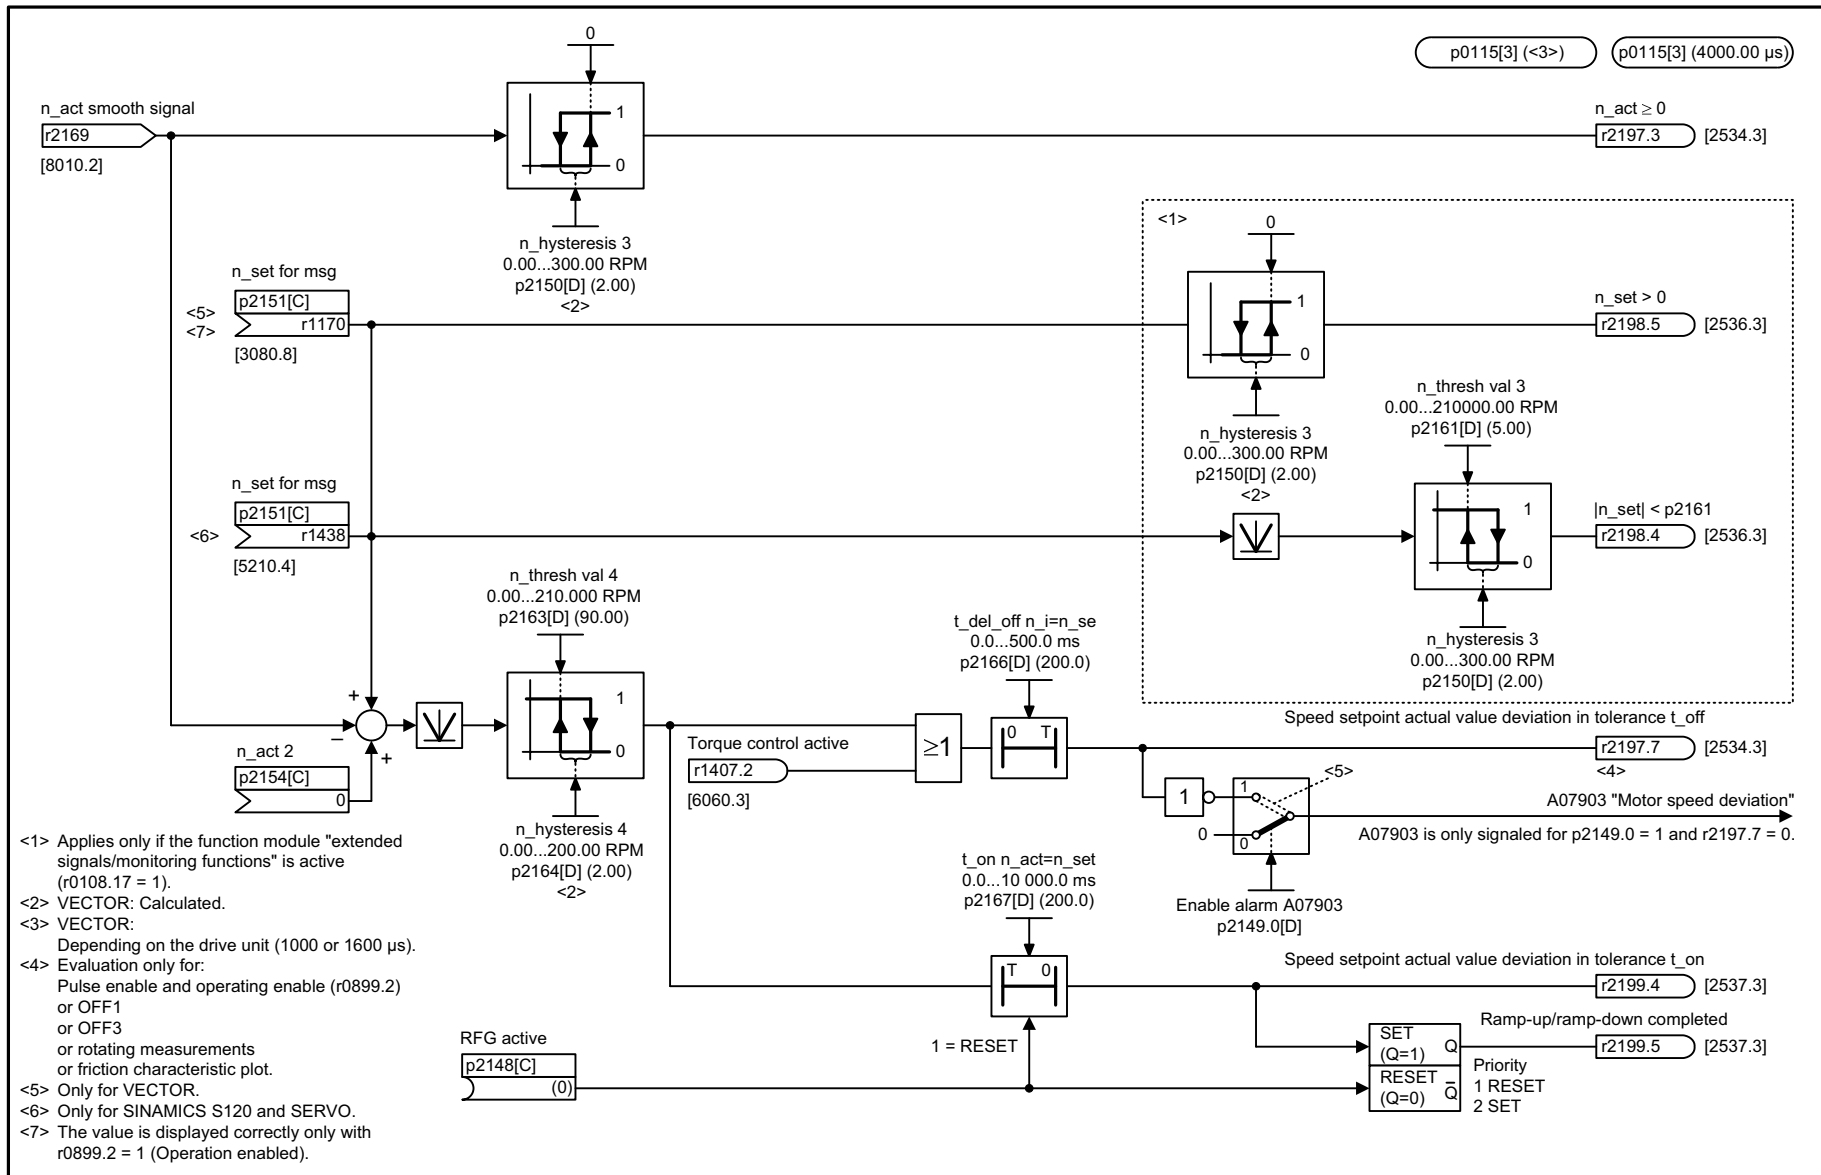 0
p0115[3] (<3>)
p0115[3] (4000.00 µs)
n_act smooth signal
r2169
[8010.2]
1
0
n_act ≥ 0
r2197.3
[2534.3]
n_hysteresis 3
0.00...300.00 RPM
p2150[D] (2.00)
<2>
<1>
0
n_set for msg
p2151[C]
r1170
<5>
<7>
[3080.8]
1
0
n_set > 0
r2198.5
[2536.3]
n_hysteresis 3
0.00...300.00 RPM
p2150[D] (2.00)
<2>
n_thresh val 3
0.00...210000.00 RPM
p2161[D] (5.00)
n_set for msg
p2151[C]
r1438
<6>
[5210.4]
1
0
|n_set| < p2161
r2198.4
[2536.3]
n_hysteresis 3
0.00...300.00 RPM
p2150[D] (2.00)
n_thresh val 4
0.00...210.000 RPM
p2163[D] (90.00)
t_del_off n_i=n_se
0.0...500.0 ms
p2166[D] (200.0)
+
–
+
n_act 2
p2154[C]
0
1
0
Torque control active
r1407.2
[6060.3]
≥1
0 T
Speed setpoint actual value deviation in tolerance t_off
r2197.7
[2534.3]
<4>
<5>
1
1
0
0
A07903 "Motor speed deviation"
A07903 is only signaled for p2149.0 = 1 and r2197.7 = 0.
Enable alarm A07903
p2149.0[D]
n_hysteresis 4
0.00...200.00 RPM
p2164[D] (2.00)
<2>
t_on n_act=n_set
0.0...10 000.0 ms
p2167[D] (200.0)
T 0
Speed setpoint actual value deviation in tolerance t_on
r2199.4
[2537.3]
1 = RESET
RFG active
p2148[C]
(0)
SET
(Q=1)
Q
RESET
(Q=0)
Q̅
Ramp-up/ramp-down completed
r2199.5
[2537.3]
Priority
1 RESET
2 SET
<1> Applies only if the function module "extended
signals/monitoring functions" is active
(r0108.17 = 1).
<2> VECTOR: Calculated.
<3> VECTOR:
Depending on the drive unit (1000 or 1600 µs).
<4> Evaluation only for:
Pulse enable and operating enable (r0899.2)
or OFF1
or OFF3
or rotating measurements
or friction characteristic plot.
<5> Only for VECTOR.
<6> Only for SINAMICS S120 and SERVO.
<7> The value is displayed correctly only with
r0899.2 = 1 (Operation enabled).